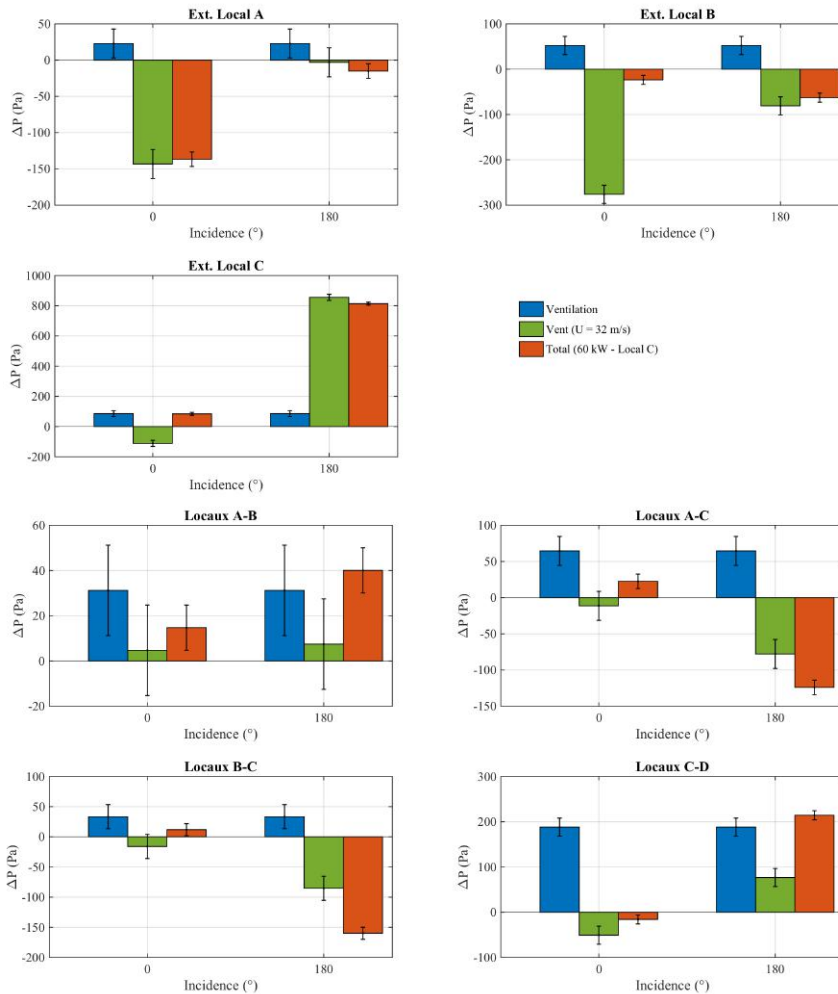 Ext. Local A
50
0
-50
-100
-150
-200
ΔP (Pa)
0
180
Incidence (°)
Ext. Local B
100
0
-100
-200
-300
ΔP (Pa)
0
180
Incidence (°)
Ext. Local C
1000
800
600
400
200
0
-200
ΔP (Pa)
0
180
Incidence (°)
Ventilation
Vent (U = 32 m/s)
Total (60 kW - Local C)
Locaux A-B
60
40
20
0
-20
ΔP (Pa)
0
180
Incidence (°)
Locaux A-C
100
50
0
-50
-100
-150
ΔP (Pa)
0
180
Incidence (°)
Locaux B-C
100
50
0
-50
-100
-150
-200
ΔP (Pa)
0
180
Incidence (°)
Locaux C-D
300
200
100
0
-100
ΔP (Pa)
0
180
Incidence (°)